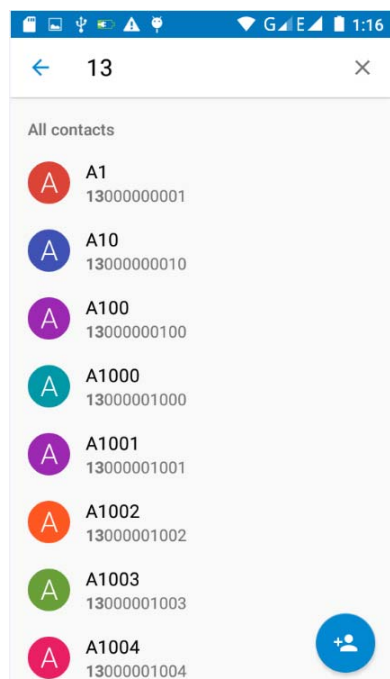 G E 1:16
13
All contacts
A A1
13000000001
A A10
13000000010
A A100
13000000100
A A1000
13000001000
A A1001
13000001001
A A1002
13000001002
A A1003
13000001003
A A1004
13000001004